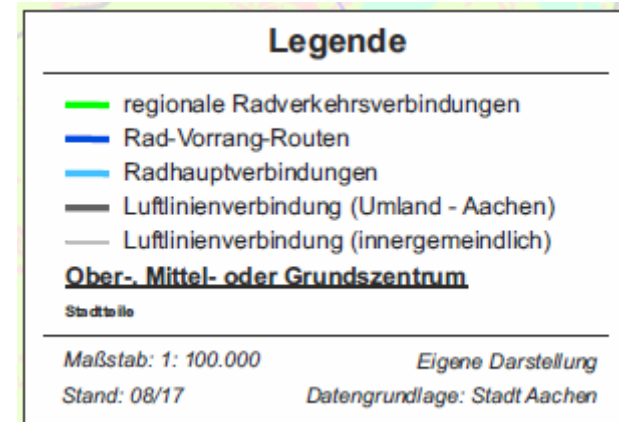 Legende
regionale Radverkehrsverbindungen
Rad-Vorrang-Routen
Radhauptverbindungen
Luftlinienverbindung (Umland - Aachen)
Luftlinienverbindung (innergemeindlich)
Ober-, Mittel- oder Grundszentrum
Stadtteile
Maßstab: 1: 100.000 Eigene Darstellung
Stand: 08/17 Datengrundlage: Stadt Aachen